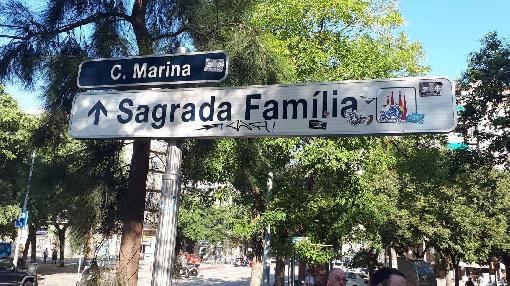 C. Marina
↑ Sagrada Família